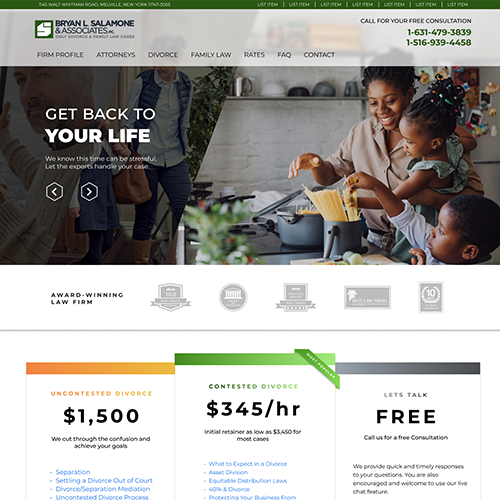 1145 WALT WHITMAN ROAD, MELVILLE, NEW YORK 11747-3005
LIST ITEM | LIST ITEM | LIST ITEM | LIST ITEM | LIST ITEM | LIST ITEM
BRYAN L. SALAMONE
& ASSOCIATES, P.C.
ONLY DIVORCE & FAMILY LAW CASES
CALL FOR YOUR FREE CONSULTATION
1-631-479-3839
1-516-939-4458
FIRM PROFILE ATTORNEYS DIVORCE FAMILY LAW RATES FAQ CONTACT
GET BACK TO
YOUR LIFE
We know this time can be stressful.
Let the experts handle your case.
AWARD-WINNING
LAW FIRM
10.0
BEST LAW FIRMS
10
MOST POPULAR
UNCONTESTED DIVORCE
$1,500
We cut through the confusion and
achieve your goals
• Separation
• Settling a Divorce Out of Court
• Divorce/Separation Mediation
• Uncontested Divorce Process
CONTESTED DIVORCE
$345/hr
Initial retainer as low as $3,450 for
most cases
• What to Expect in a Divorce
• Asset Division
• Equitable Distribution Laws
• 401k & Divorce
• Protecting Your Business From
LETS TALK
FREE
Call us for a free Consultation
We provide quick and timely
responses to your questions. You are also
encouraged and welcome to use our live
chat feature.